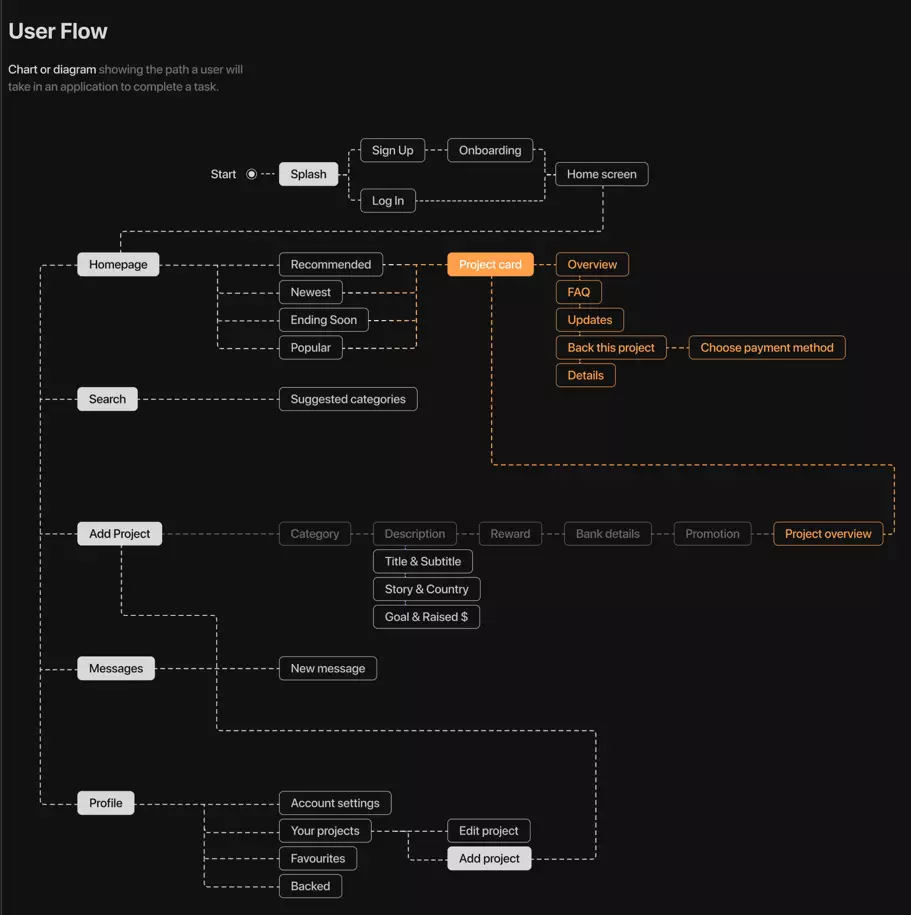 User Flow
Chart or diagram showing the path a user will
take in an application to complete a task.
Sign Up
Onboarding
Start
Splash
Home screen
Log In
Homepage
Recommended
Project card
Overview
Newest
FAQ
Ending Soon
Updates
Popular
Back this project
Choose payment method
Details
Search
Suggested categories
Add Project
Category
Description
Reward
Bank details
Promotion
Project overview
Title & Subtitle
Story & Country
Goal & Raised $
Messages
New message
Profile
Account settings
Your projects
Edit project
Favourites
Add project
Backed